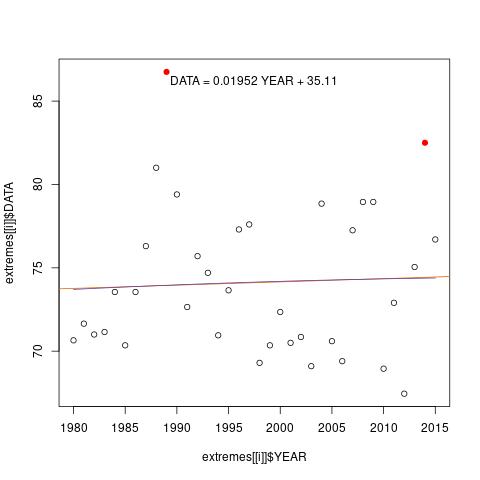 DATA = 0.01952 YEAR + 35.11
extremes[[i]]$DATA
85
80
75
70
1980 1985 1990 1995 2000 2005 2010 2015
extremes[[i]]$YEAR